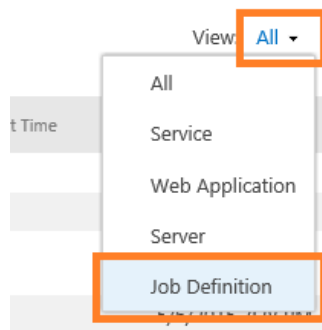 View: All
All
t Time
Service
Web Application
Server
Job Definition